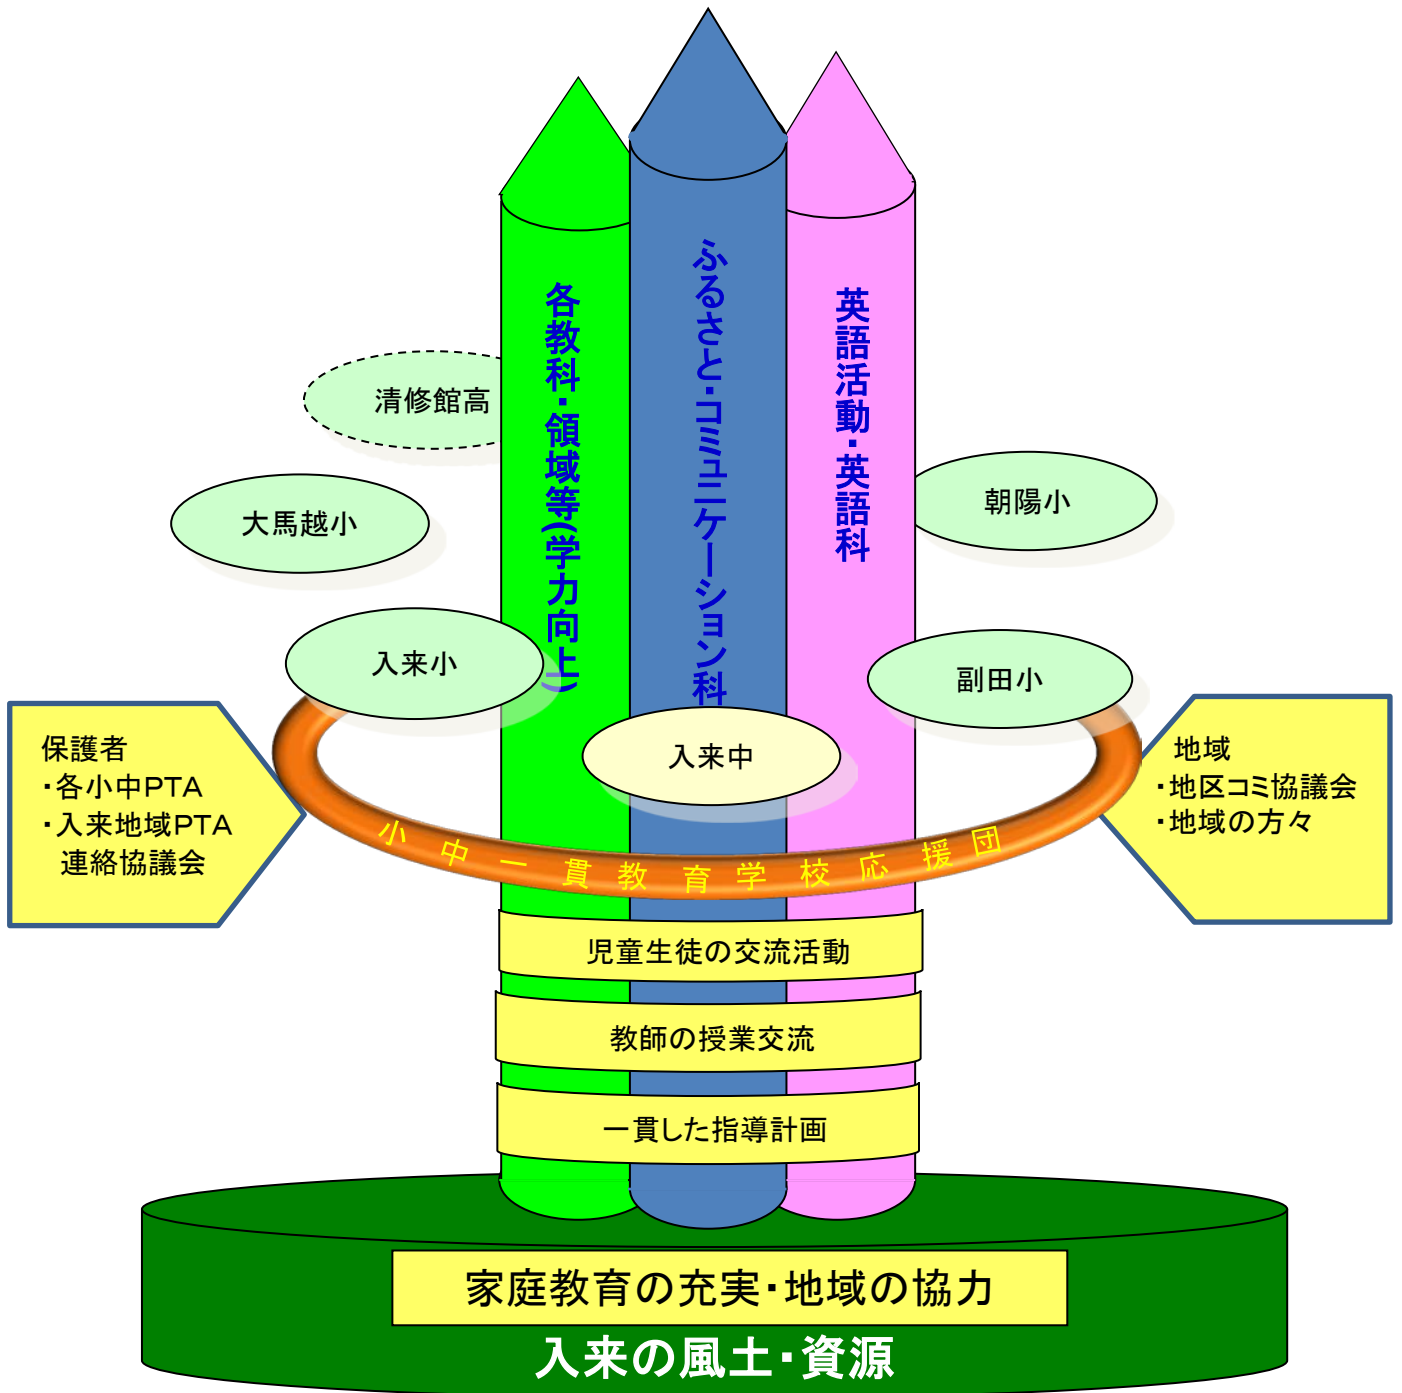 各教科・領域等(学力向上)
ふるさと・コミュニケーション科
英語活動・英語科
清修館高
大馬越小
朝陽小
入来小
副田小
入来中
保護者
・各小中PTA
・入来地域PTA
連絡協議会
地域
・地区コミ協議会
・地域の方々
小中一貫教育学校応援団
児童生徒の交流活動
教師の授業交流
一貫した指導計画
家庭教育の充実・地域の協力
入来の風土・資源